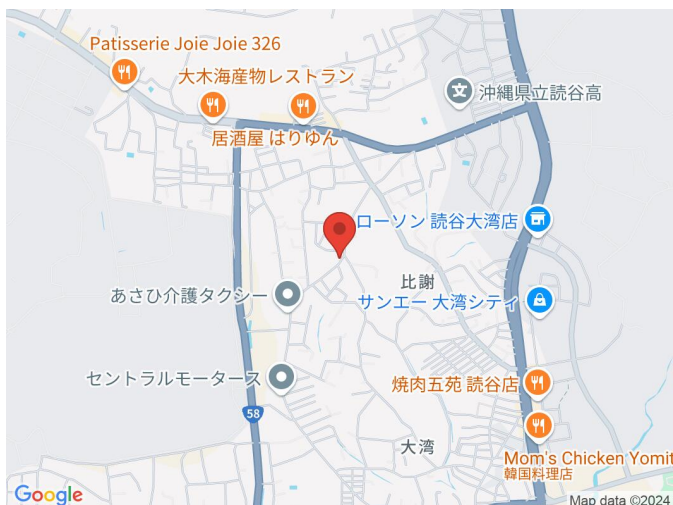 Patisserie Joie Joie 326
大木海産物レストラン
沖縄県立読谷高
居酒屋 はりゆん
ローソン 読谷大湾店
比謝
あさひ介護タクシー
サンエー 大湾シティ
セントラルモータース
焼肉五苑 読谷店
58
大湾
Mom's Chicken Yomit
韓国料理店
Google
Map data ©2024